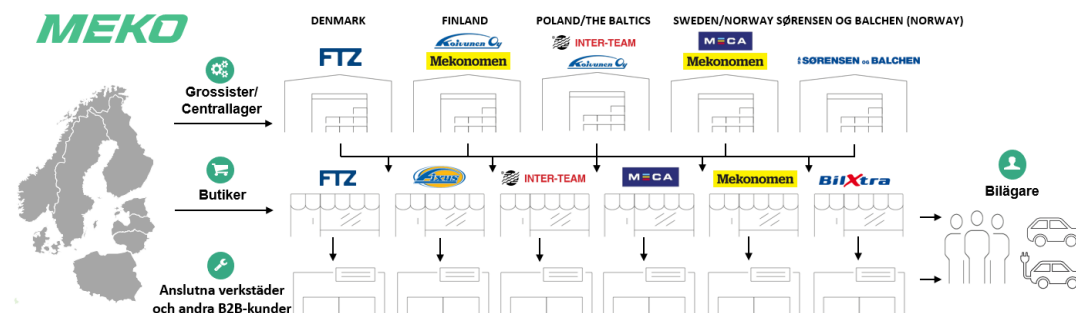 MEKO
DENMARK
FINLAND
POLAND/THE BALTICS
SWEDEN/NORWAY
SØRENSEN OG BALCHEN (NORWAY)
FTZ
Koivunen Oy
Mekonomen
INTER-TEAM
Koivunen Oy
MECA
Mekonomen
SØRENSEN OG BALCHEN
Grossister/
Centrallager
Butiker
FTZ
Fixus
INTER-TEAM
MECA
Mekonomen
BilXtra
Bilägare
Anslutna verkstäder
och andra B2B-kunder